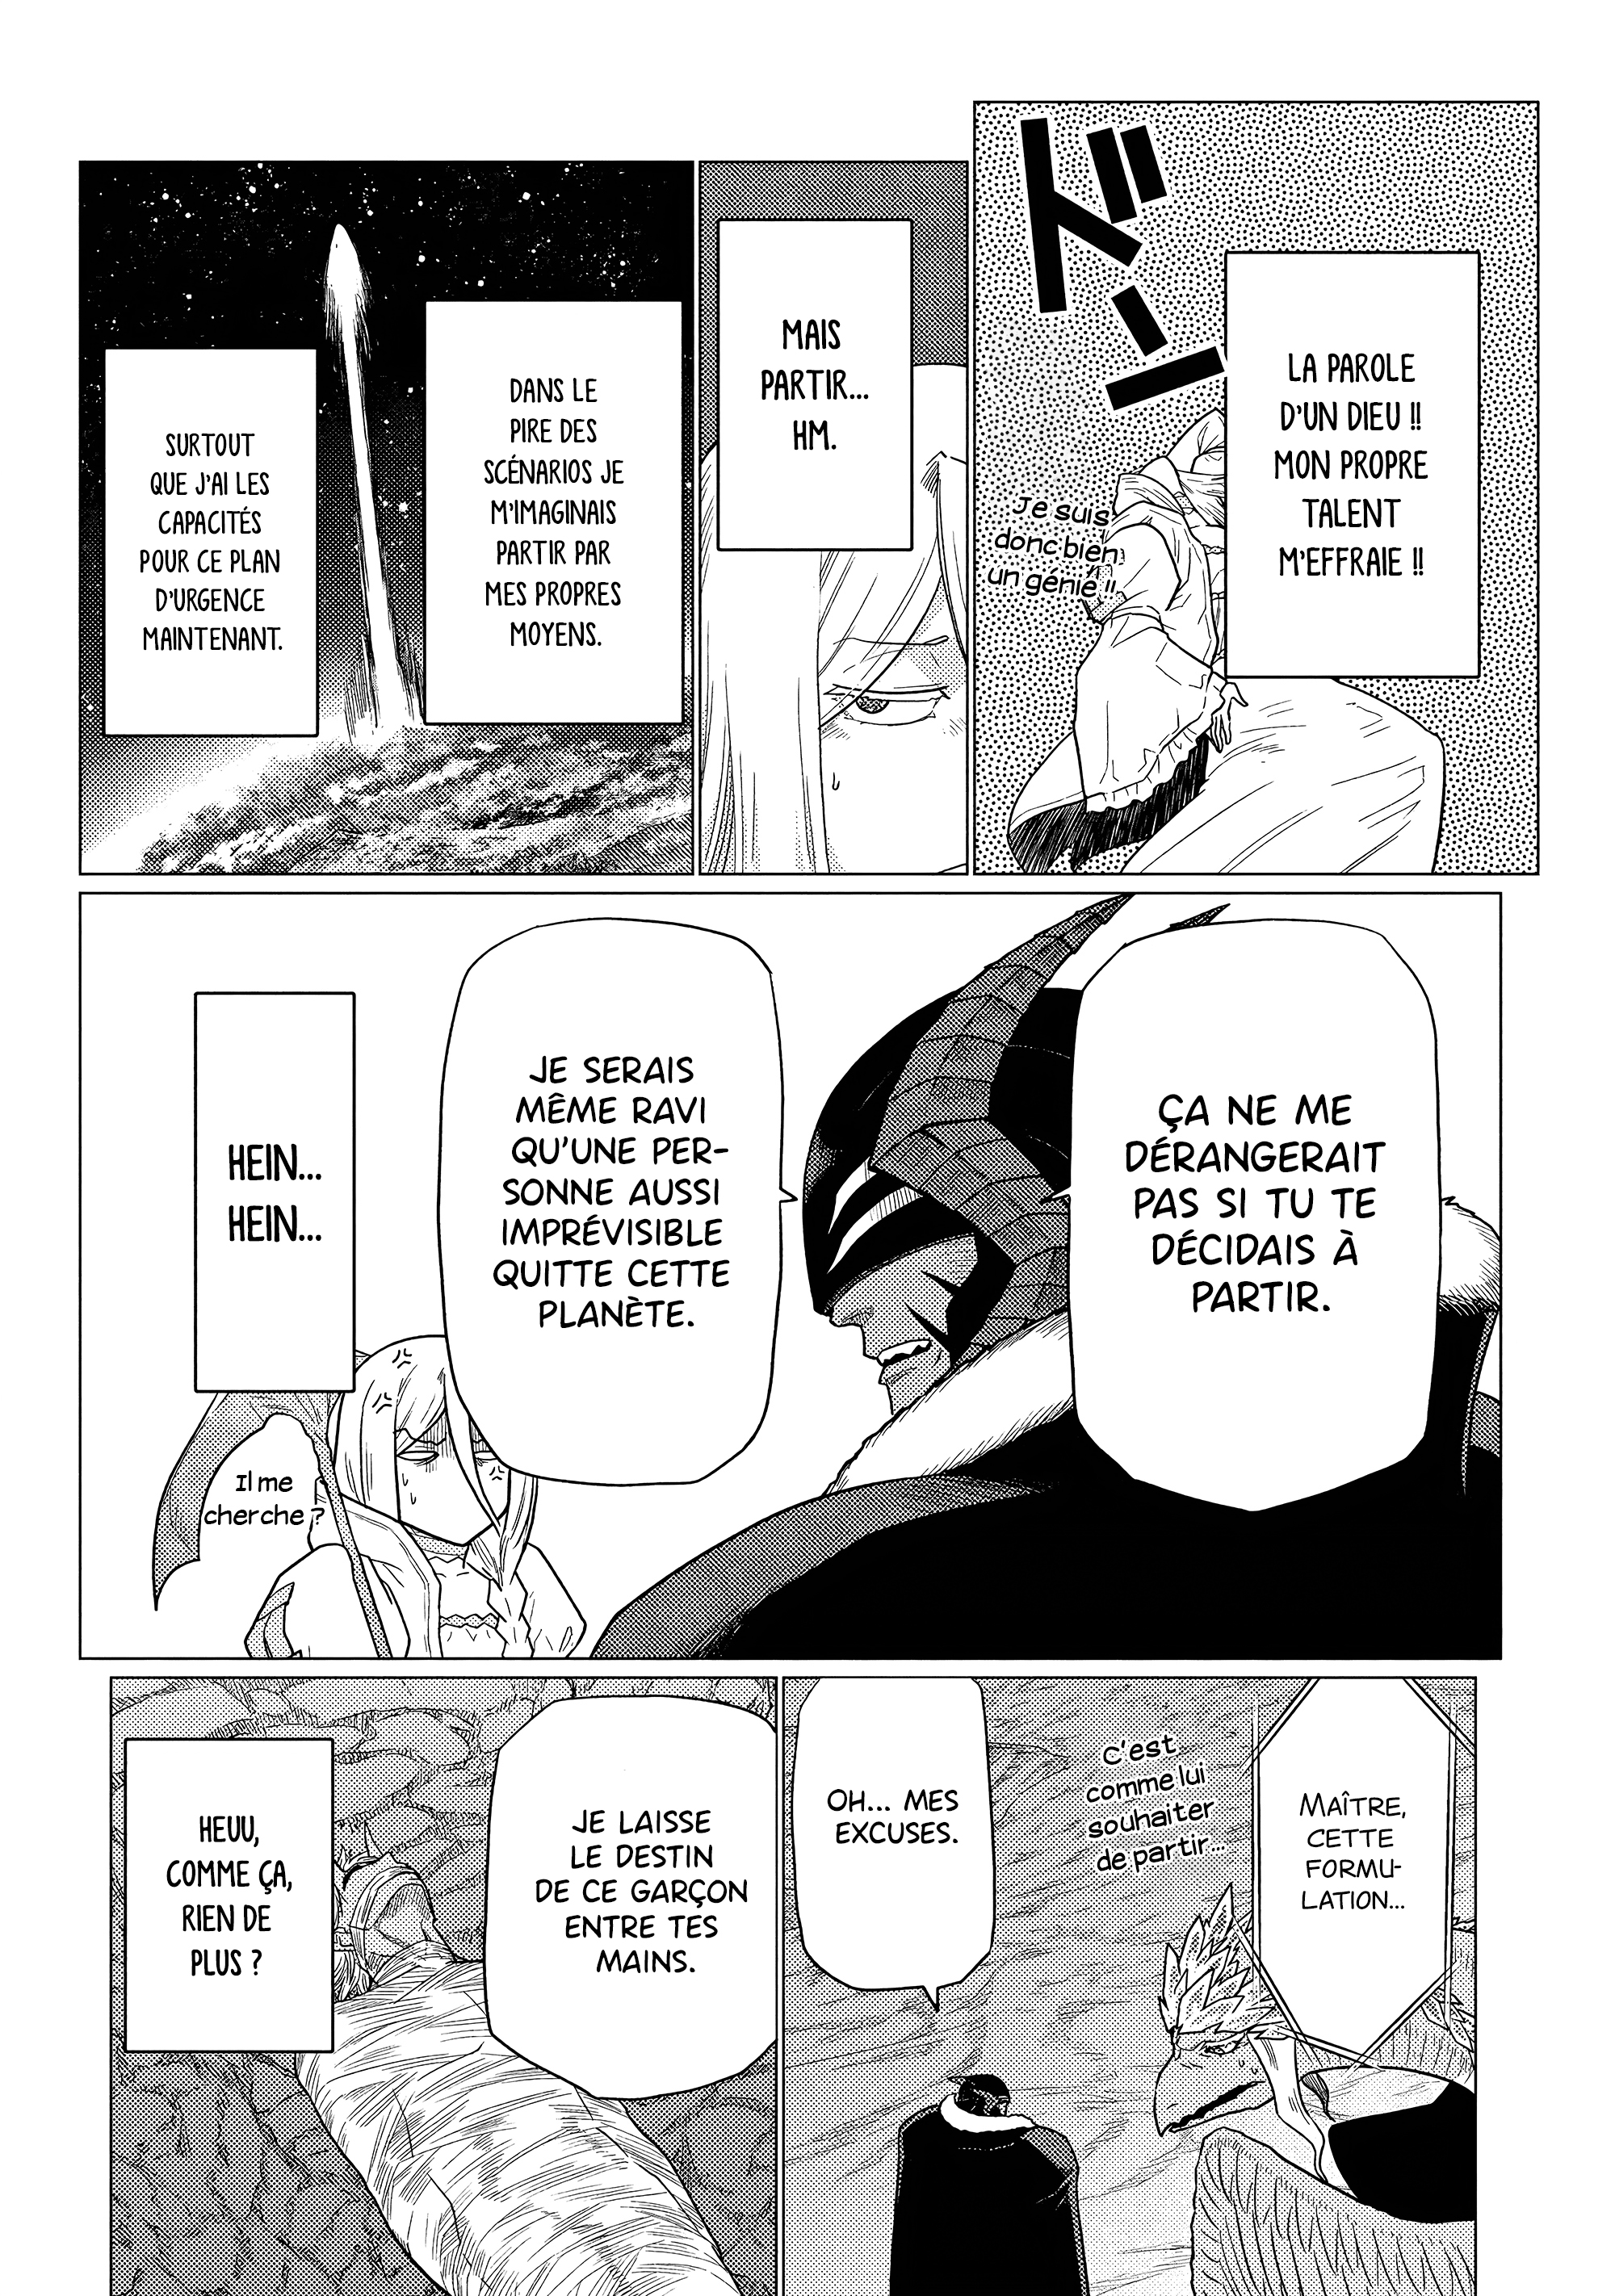 ドン
LA PAROLE
D'UN DIEU !!
MON PROPRE
TALENT
M'EFFRAIE !!
Je suis
donc bien
un génie !!
MAIS
PARTIR...
HM.
DANS LE
PIRE DES
SCÉNARIOS JE
M'IMAGINAIS
PARTIR PAR
MES PROPRES
MOYENS.
SURTOUT
QUE J'AI LES
CAPACITÉS
POUR CE PLAN
D'URGENCE
MAINTENANT.
ÇA NE ME
DÉRANGERAIT
PAS SI TU TE
DÉCIDAIS À
PARTIR.
JE SERAIS
MÊME RAVI
QU'UNE PER-
SONNE AUSSI
IMPRÉVISIBLE
QUITTE CETTE
PLANÈTE.
HEIN...
HEIN...
Il me
cherche ?
MAÎTRE,
CETTE
FORMU-
LATION...
C'est
comme lui
souhaiter
de partir...
OH... MES
EXCUSES.
JE LAISSE
LE DESTIN
DE CE GARÇON
ENTRE TES
MAINS.
HEUU,
COMME ÇA,
RIEN DE
PLUS ?